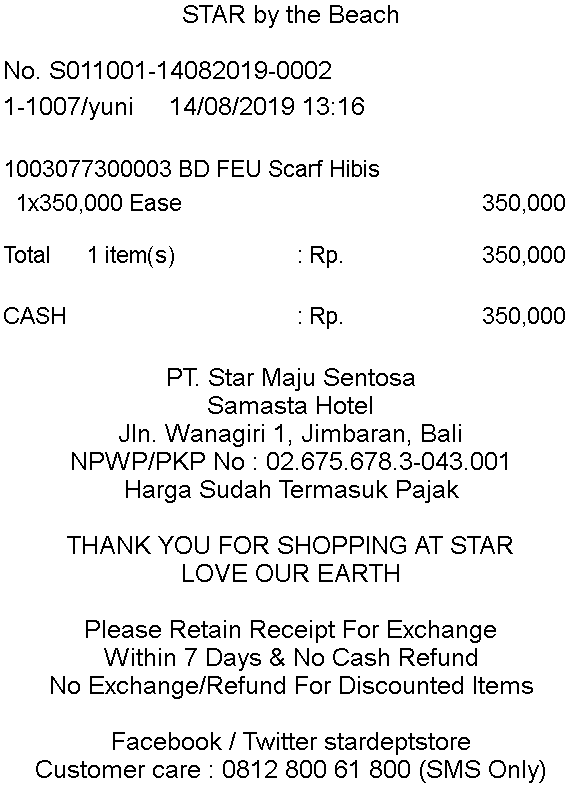 STAR by the Beach
No. S011001-14082019-0002
1-1007/yuni 14/08/2019 13:16
1003077300003 BD FEU Scarf Hibis
1x350,000 Ease 350,000
Total 1 item(s) : Rp. 350,000
CASH : Rp. 350,000
PT. Star Maju Sentosa
Samasta Hotel
Jln. Wanagiri 1, Jimbaran, Bali
NPWP/PKP No : 02.675.678.3-043.001
Harga Sudah Termasuk Pajak
THANK YOU FOR SHOPPING AT STAR
LOVE OUR EARTH
Please Retain Receipt For Exchange
Within 7 Days & No Cash Refund
No Exchange/Refund For Discounted Items
Facebook / Twitter stardeptstore
Customer care : 0812 800 61 800 (SMS Only)